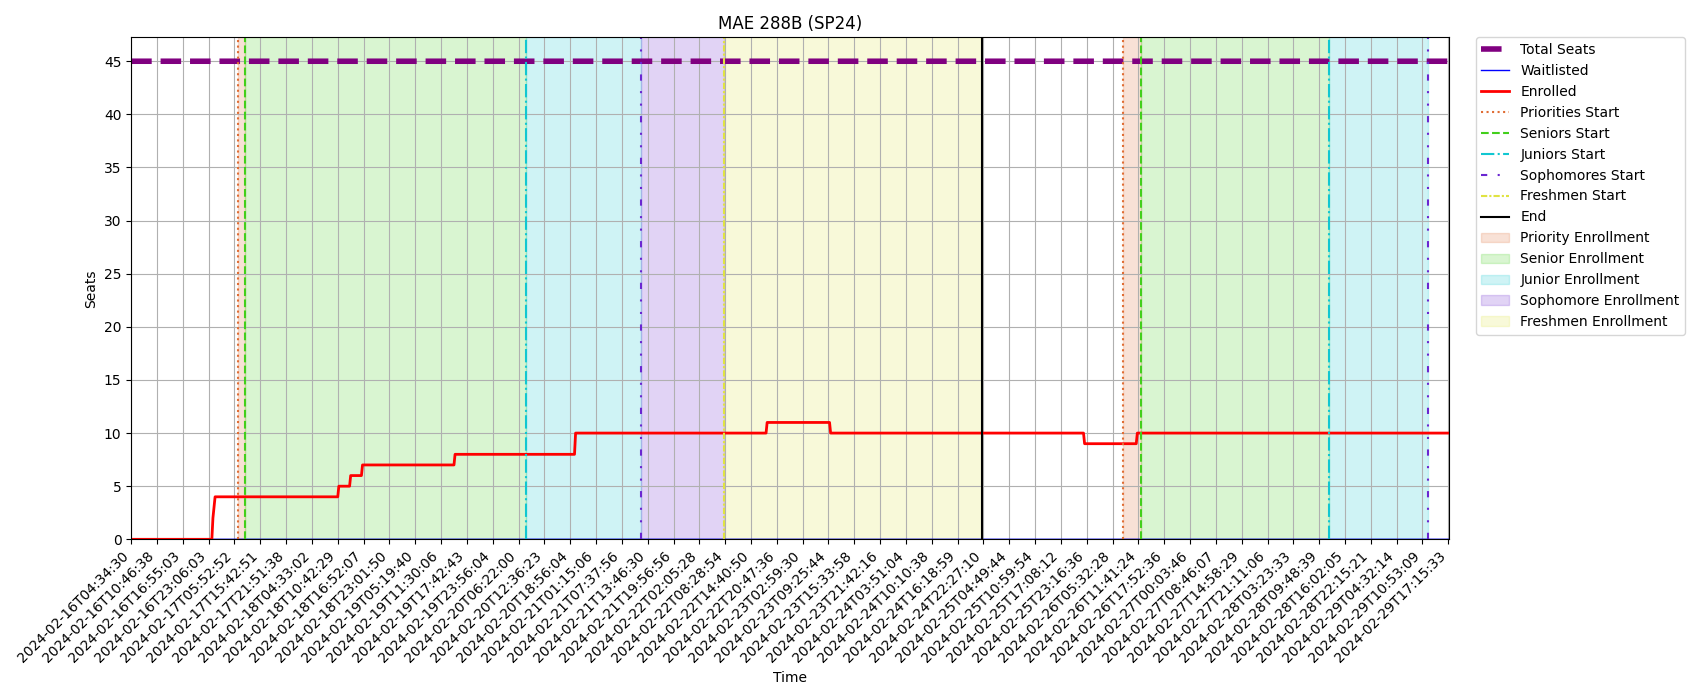 MAE 288B (SP24)
Seats
45
40
35
30
25
20
15
10
5
0
2024-02-16T04:34:30
2024-02-16T10:46:38
2024-02-16T16:55:03
2024-02-16T23:06:03
2024-02-17T05:52:52
2024-02-17T15:42:51
2024-02-17T21:51:38
2024-02-18T04:33:02
2024-02-18T10:42:29
2024-02-18T16:52:07
2024-02-18T23:01:50
2024-02-19T05:19:40
2024-02-19T11:30:06
2024-02-19T17:42:43
2024-02-19T23:56:04
2024-02-20T06:22:00
2024-02-20T12:36:23
2024-02-20T18:56:04
2024-02-21T01:15:06
2024-02-21T07:37:56
2024-02-21T13:46:30
2024-02-21T19:56:56
2024-02-22T02:05:28
2024-02-22T08:28:54
2024-02-22T14:40:50
2024-02-22T20:47:36
2024-02-23T02:59:30
2024-02-23T09:25:44
2024-02-23T15:33:58
2024-02-23T21:42:16
2024-02-24T03:51:04
2024-02-24T10:10:38
2024-02-24T16:18:59
2024-02-24T22:27:10
2024-02-25T04:49:44
2024-02-25T10:59:54
2024-02-25T17:08:12
2024-02-25T23:16:36
2024-02-26T05:32:28
2024-02-26T11:41:24
2024-02-26T17:52:36
2024-02-27T00:03:46
2024-02-27T08:46:07
2024-02-27T14:58:29
2024-02-27T21:11:06
2024-02-28T03:23:33
2024-02-28T09:48:39
2024-02-28T16:02:05
2024-02-28T22:15:21
2024-02-29T04:32:14
2024-02-29T10:53:09
2024-02-29T17:15:33
Time
Total Seats
Waitlisted
Enrolled
Priorities Start
Seniors Start
Juniors Start
Sophomores Start
Freshmen Start
End
Priority Enrollment
Senior Enrollment
Junior Enrollment
Sophomore Enrollment
Freshmen Enrollment